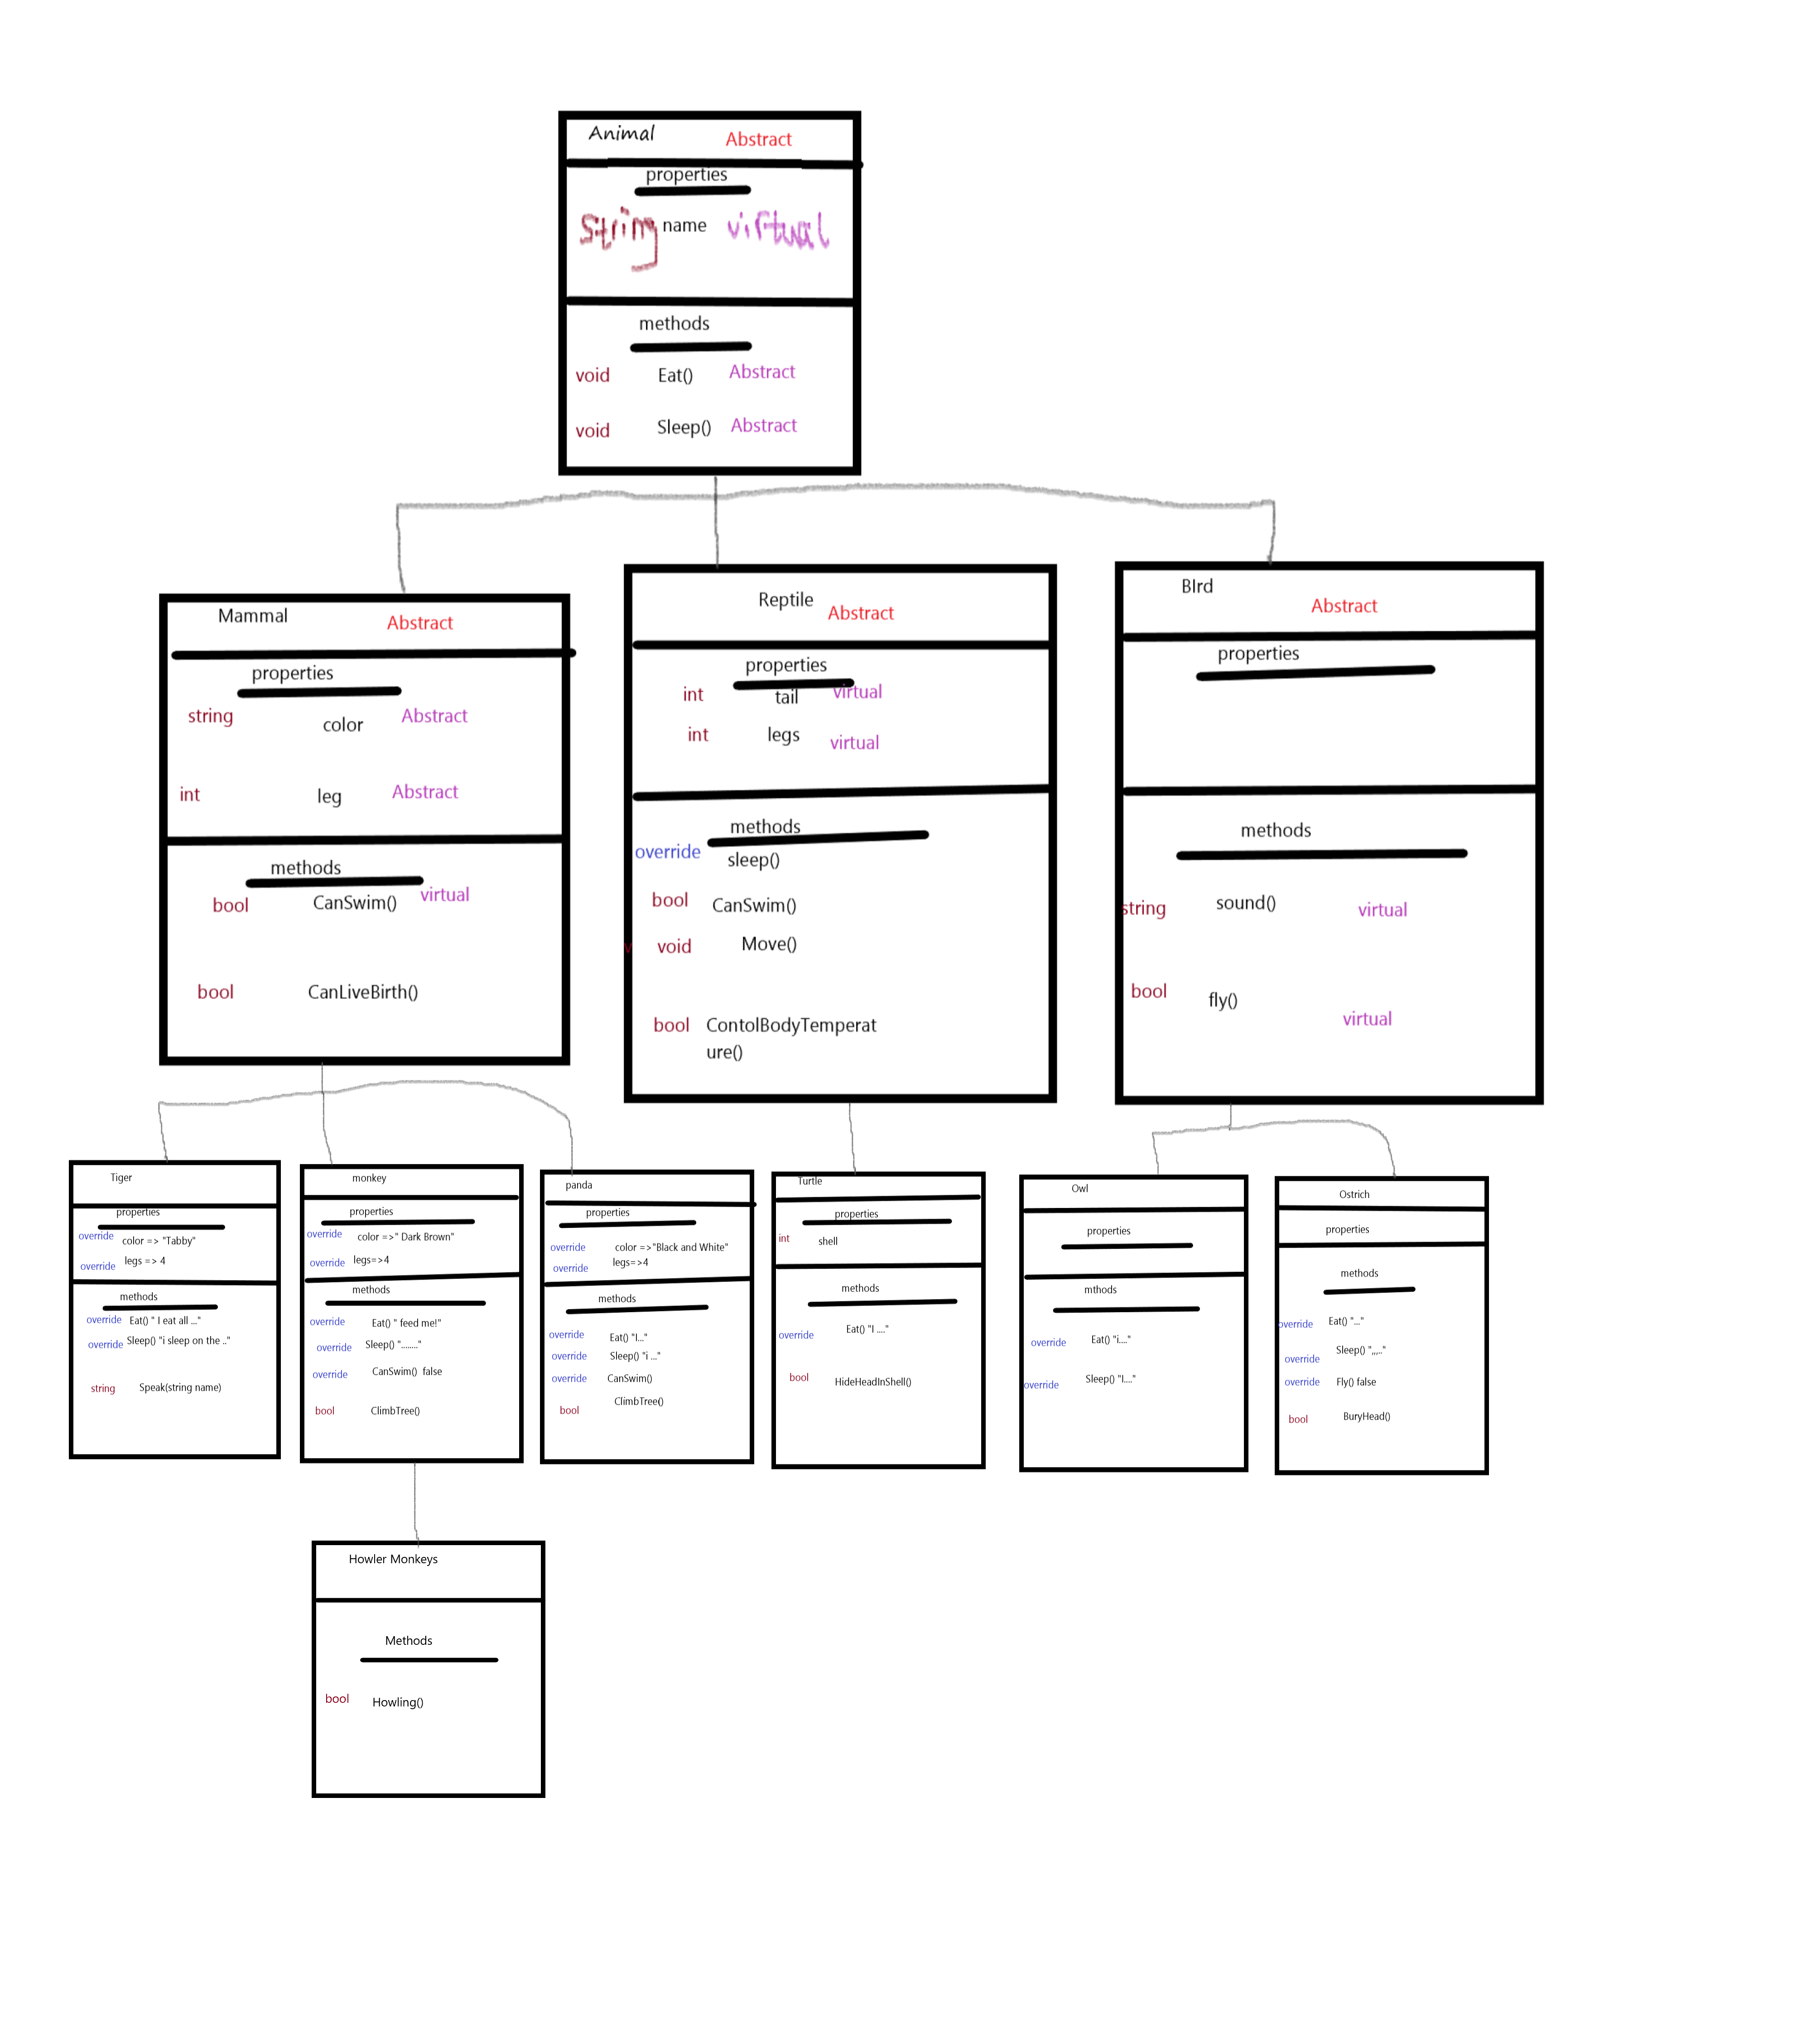 Animal Abstract
properties
string name virtual
methods
void Eat() Abstract
void Sleep() Abstract
Mammal Abstract
properties
string color Abstract
int leg Abstract
methods
bool CanSwim() virtual
bool CanLiveBirth()
Reptile Abstract
properties
int tail virtual
int legs virtual
methods
override sleep()
bool CanSwim()
v void Move()
bool ContolBodyTemperat
ure()
BIrd Abstract
properties
methods
string sound() virtual
bool fly() virtual
Tiger
properties
override color => "Tabby"
override legs => 4
methods
override Eat() " I eat all ..."
override Sleep() "i sleep on the .."
string Speak(string name)
monkey
properties
override color =>" Dark Brown"
override legs=>4
methods
override Eat() " feed me!"
override Sleep() "........"
override CanSwim() false
bool ClimbTree()
panda
properties
override color =>"Black and White"
override legs=>4
methods
override Eat() "I..."
override Sleep() "i ..."
override CanSwim()
bool ClimbTree()
Turtle
properties
int shell
methods
override Eat() "I ...."
bool HideHeadInShell()
Owl
properties
mthods
override Eat() "i...."
override Sleep() "I...."
Ostrich
properties
methods
override Eat() "..."
override Sleep() ",,,.."
override Fly() false
bool BuryHead()
Howler Monkeys
Methods
bool Howling()